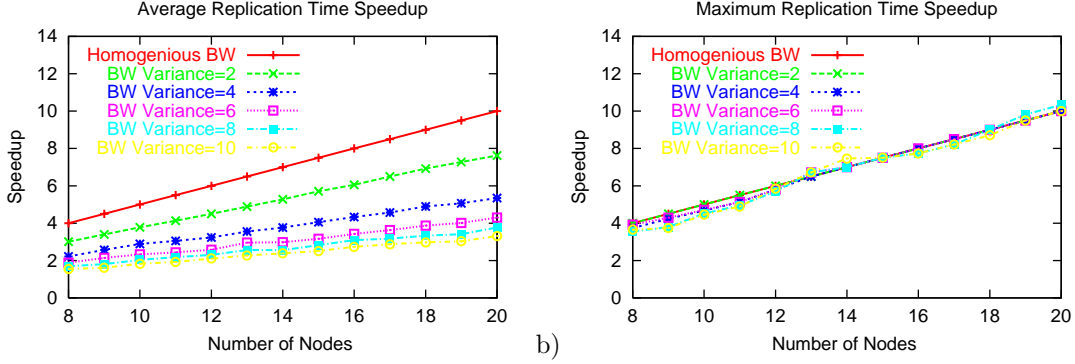 Average Replication Time Speedup
14
12
10
8
6
4
2
0
Speedup
Homogenious BW
BW Variance=2
BW Variance=4
BW Variance=6
BW Variance=8
BW Variance=10
8 10 12 14 16 18 20
Number of Nodes
b)
Maximum Replication Time Speedup
14
12
10
8
6
4
2
0
Speedup
Homogenious BW
BW Variance=2
BW Variance=4
BW Variance=6
BW Variance=8
BW Variance=10
8 10 12 14 16 18 20
Number of Nodes